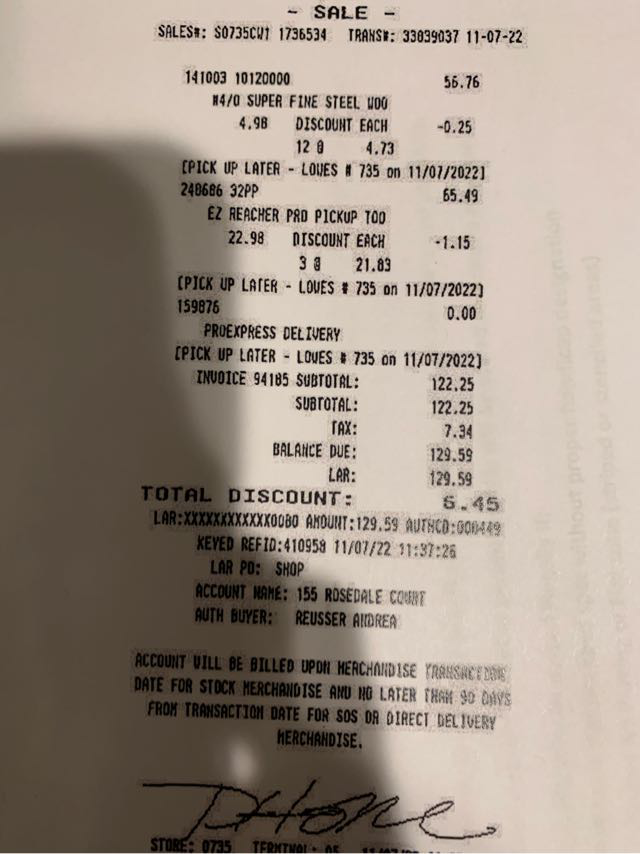 - SALE -
SALES#: S0735CW1 1736534 TRANS#: 33039037 11-07-22
141003 10120000 56.76
#4/0 SUPER FINE STEEL WOO
4.98 DISCOUNT EACH -0.25
12 @ 4.73
[PICK UP LATER - LOWES # 735 on 11/07/2022]
240686 32PP 65.49
EZ REACHER PRO PICKUP TOO
22.98 DISCOUNT EACH -1.15
3 @ 21.83
[PICK UP LATER - LOWES # 735 on 11/07/2022]
159876 0.00
PROEXPRESS DELIVERY
[PICK UP LATER - LOWES # 735 on 11/07/2022]
INVOICE 94185 SUBTOTAL: 122.25
SUBTOTAL: 122.25
TAX: 7.34
BALANCE DUE: 129.59
LAR: 129.59
TOTAL DISCOUNT: 6.45
LAR:XXXXXXXXXXXX0080 AMOUNT:129.59 AUTHCD:000449
KEYED REFID:410958 11/07/22 11:37:26
LAR PO: SHOP
ACCOUNT NAME: 155 ROSEDALE COURT
AUTH BUYER: REUSSER ANDREA
ACCOUNT WILL BE BILLED UPON MERCHANDISE TRANSACTION
DATE FOR STOCK MERCHANDISE AND NO LATER THAN 90 DAYS
FROM TRANSACTION DATE FOR SOS OR DIRECT DELIVERY
MERCHANDISE.
STORE: 0735 TERMINAL: 05